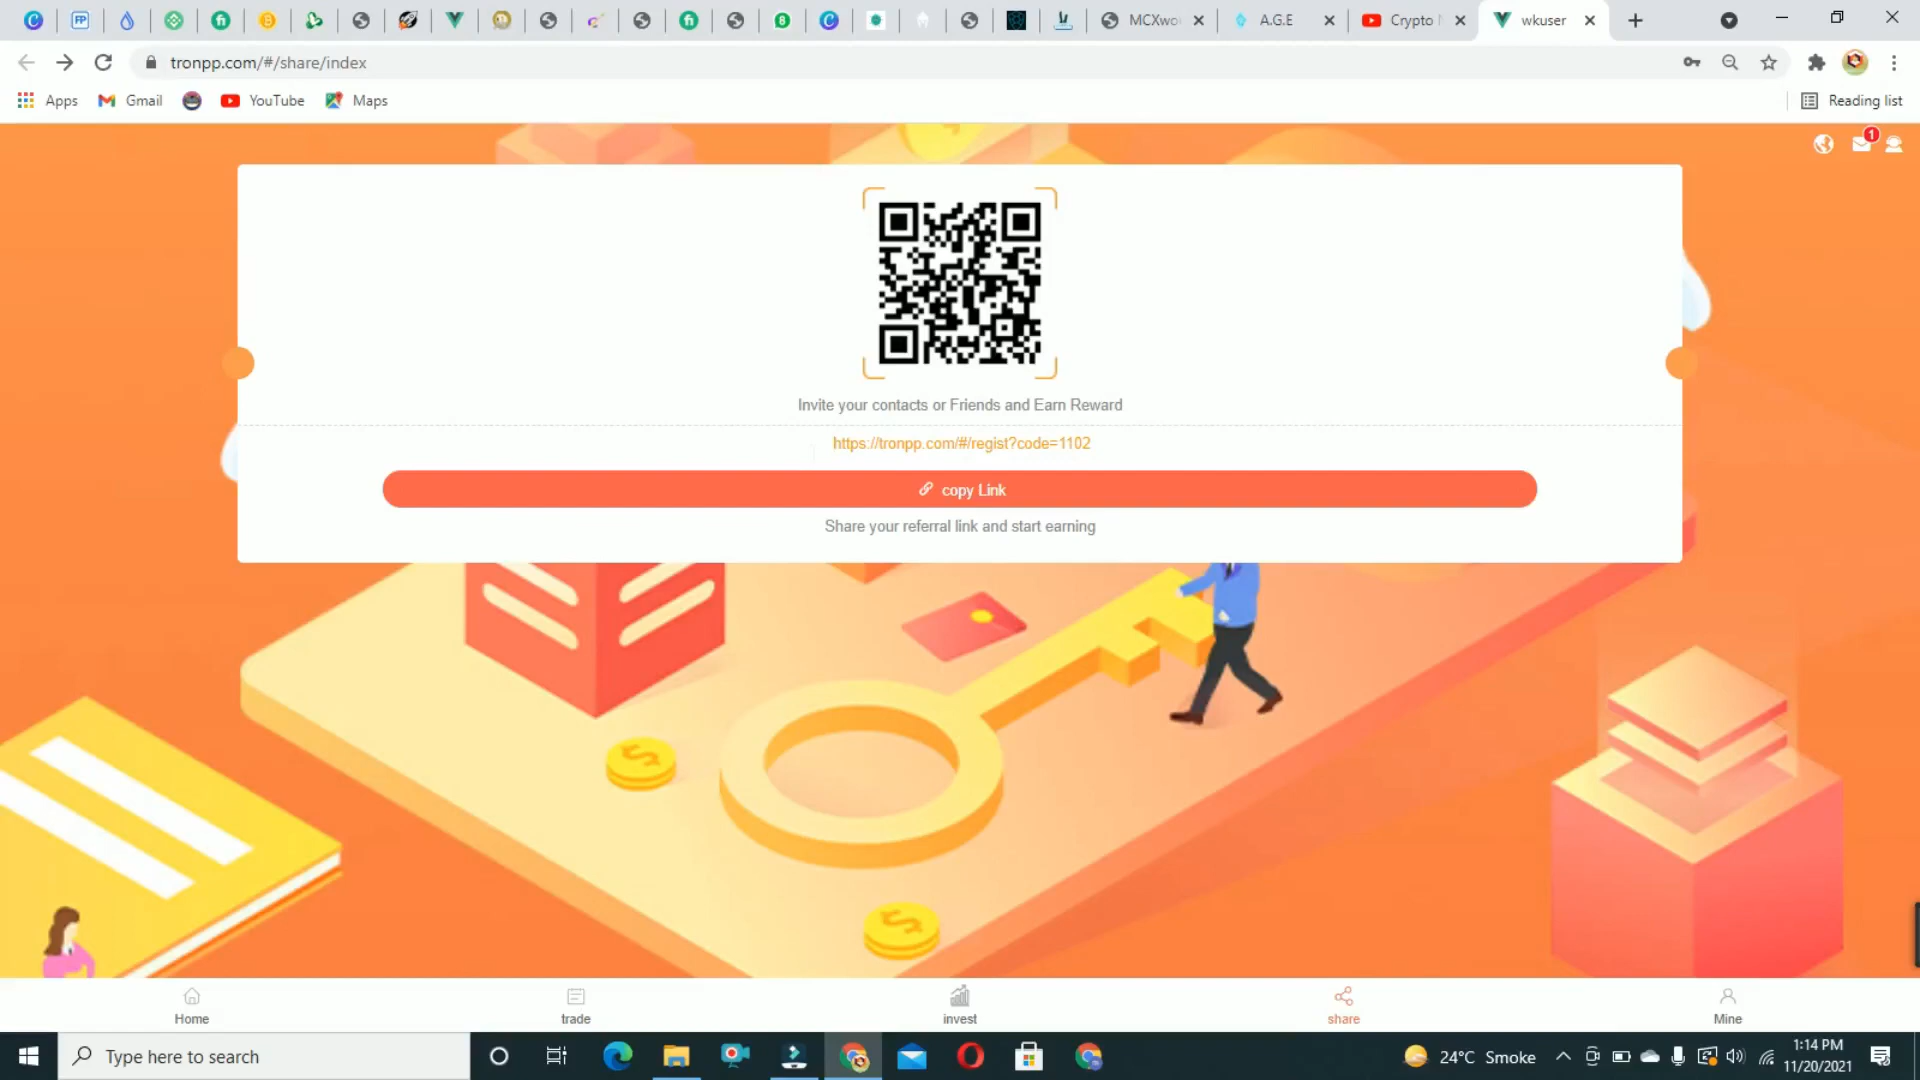 MCXwo
A.G.E
Crypto
wkuser
tronpp.com/#/share/index
Apps
Gmail
YouTube
Maps
Reading list
1
Invite your contacts or Friends and Earn Reward
https://tronpp.com/#/regist?code=1102
copy Link
Share your referral link and start earning
Home
trade
invest
share
Mine
Type here to search
24°C Smoke
1:14 PM
11/20/2021